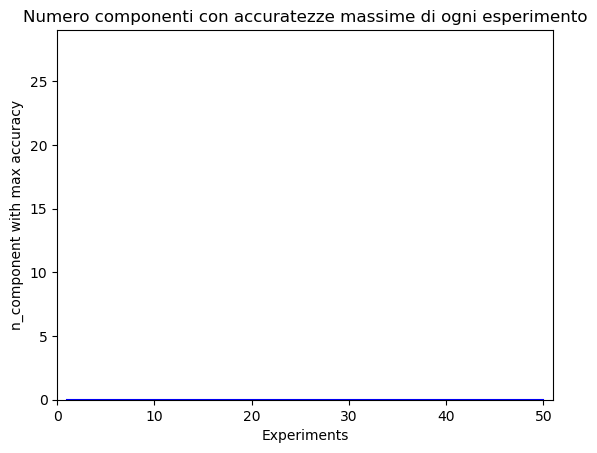 Numero componenti con accuratezze massime di ogni esperimento
n_component with max accuracy
25
20
15
10
5
0
0 10 20 30 40 50
Experiments